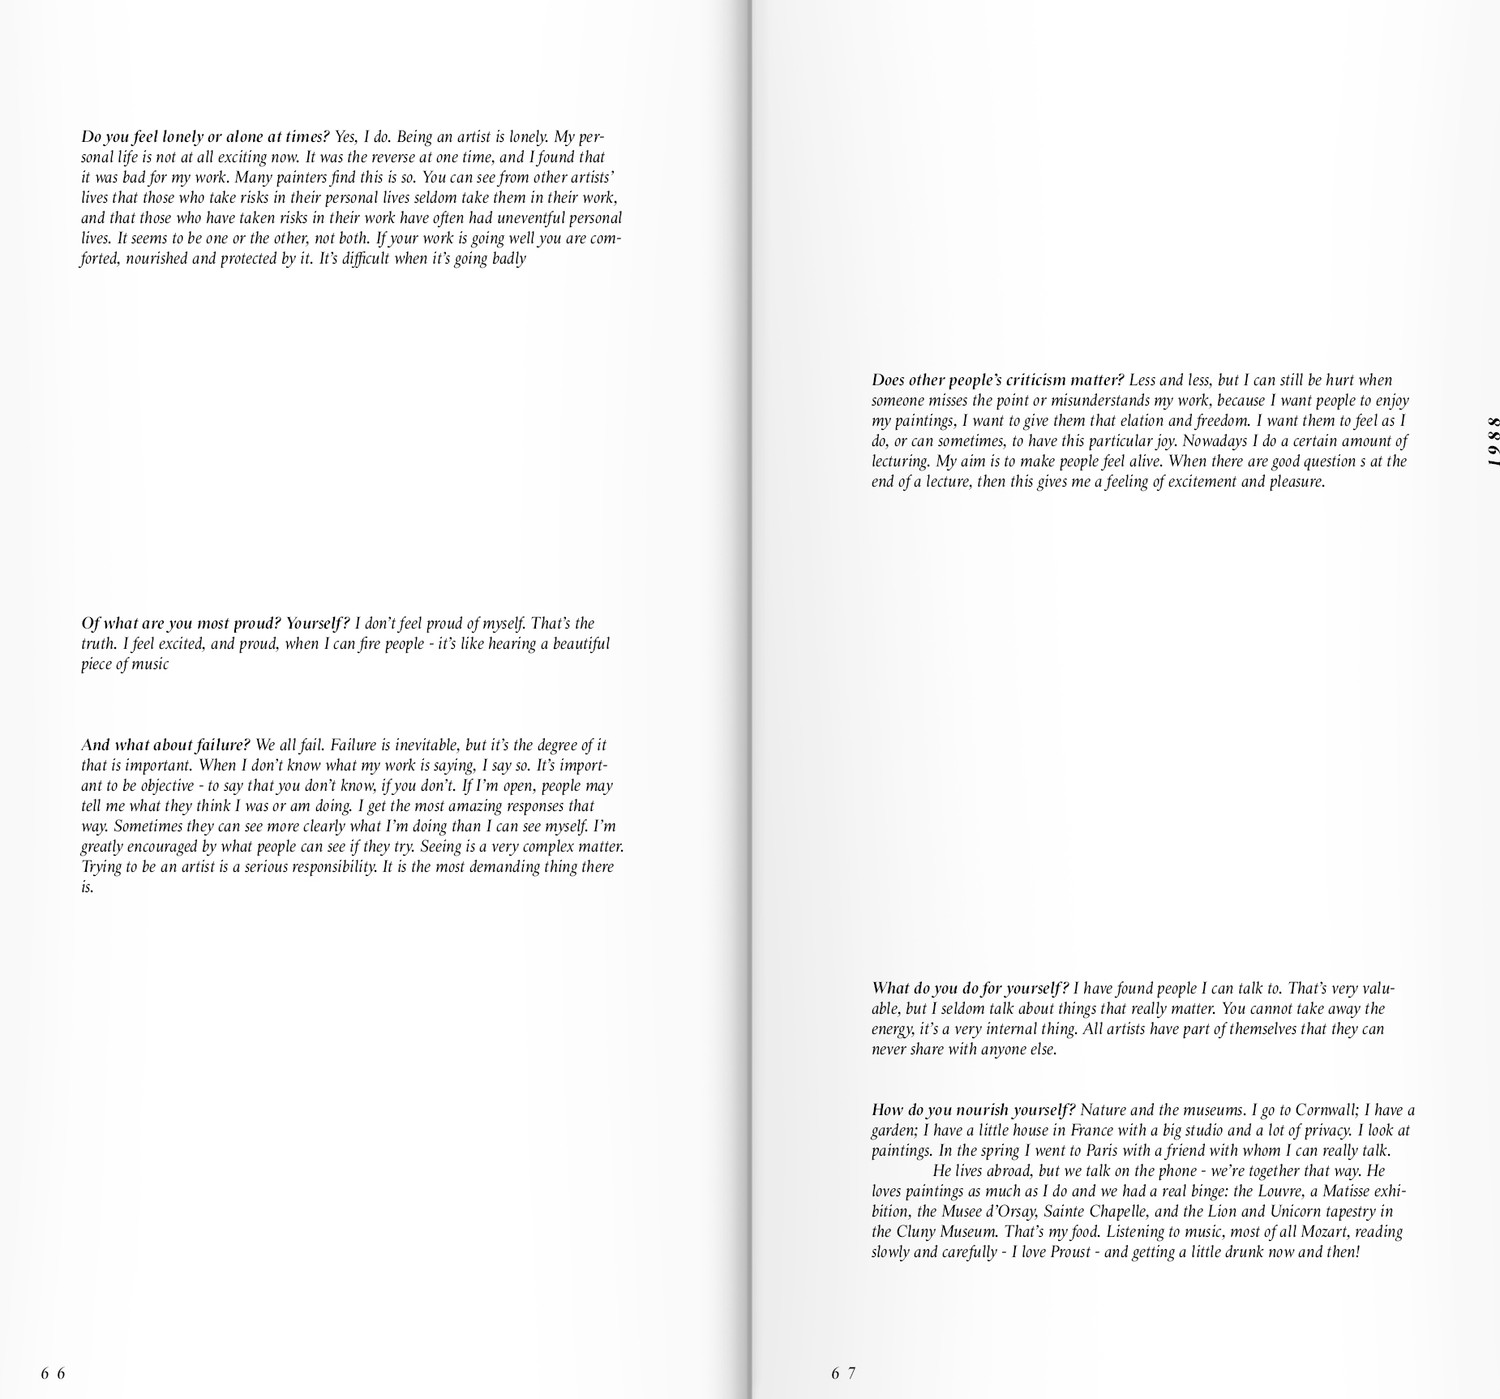 Do you feel lonely or alone at times? Yes, I do. Being an artist is lonely. My per-
sonal life is not at all exciting now. It was the reverse at one time, and I found that
it was bad for my work. Many painters find this is so. You can see from other artists’
lives that those who take risks in their personal lives seldom take them in their work,
and that those who have taken risks in their work have often had uneventful personal
lives. It seems to be one or the other, not both. If your work is going well you are com-
forted, nourished and protected by it. It’s difficult when it’s going badly
Of what are you most proud? Yourself? I don’t feel proud of myself. That’s the
truth. I feel excited, and proud, when I can fire people - it’s like hearing a beautiful
piece of music
And what about failure? We all fail. Failure is inevitable, but it’s the degree of it
that is important. When I don’t know what my work is saying, I say so. It’s import-
ant to be objective - to say that you don’t know, if you don’t. If I’m open, people may
tell me what they think I was or am doing. I get the most amazing responses that
way. Sometimes they can see more clearly what I’m doing than I can see myself. I’m
greatly encouraged by what people can see if they try. Seeing is a very complex matter.
Trying to be an artist is a serious responsibility. It is the most demanding thing there
is.
6 6
Does other people’s criticism matter? Less and less, but I can still be hurt when
someone misses the point or misunderstands my work, because I want people to enjoy
my paintings, I want to give them that elation and freedom. I want them to feel as I
do, or can sometimes, to have this particular joy. Nowadays I do a certain amount of
lecturing. My aim is to make people feel alive. When there are good question s at the
end of a lecture, then this gives me a feeling of excitement and pleasure.
1988
What do you do for yourself? I have found people I can talk to. That’s very valu-
able, but I seldom talk about things that really matter. You cannot take away the
energy, it’s a very internal thing. All artists have part of themselves that they can
never share with anyone else.
How do you nourish yourself? Nature and the museums. I go to Cornwall; I have a
garden; I have a little house in France with a big studio and a lot of privacy. I look at
paintings. In the spring I went to Paris with a friend with whom I can really talk.
He lives abroad, but we talk on the phone - we’re together that way. He
loves paintings as much as I do and we had a real binge: the Louvre, a Matisse exhi-
bition, the Musee d’Orsay, Sainte Chapelle, and the Lion and Unicorn tapestry in
the Cluny Museum. That’s my food. Listening to music, most of all Mozart, reading
slowly and carefully - I love Proust - and getting a little drunk now and then!
6 7